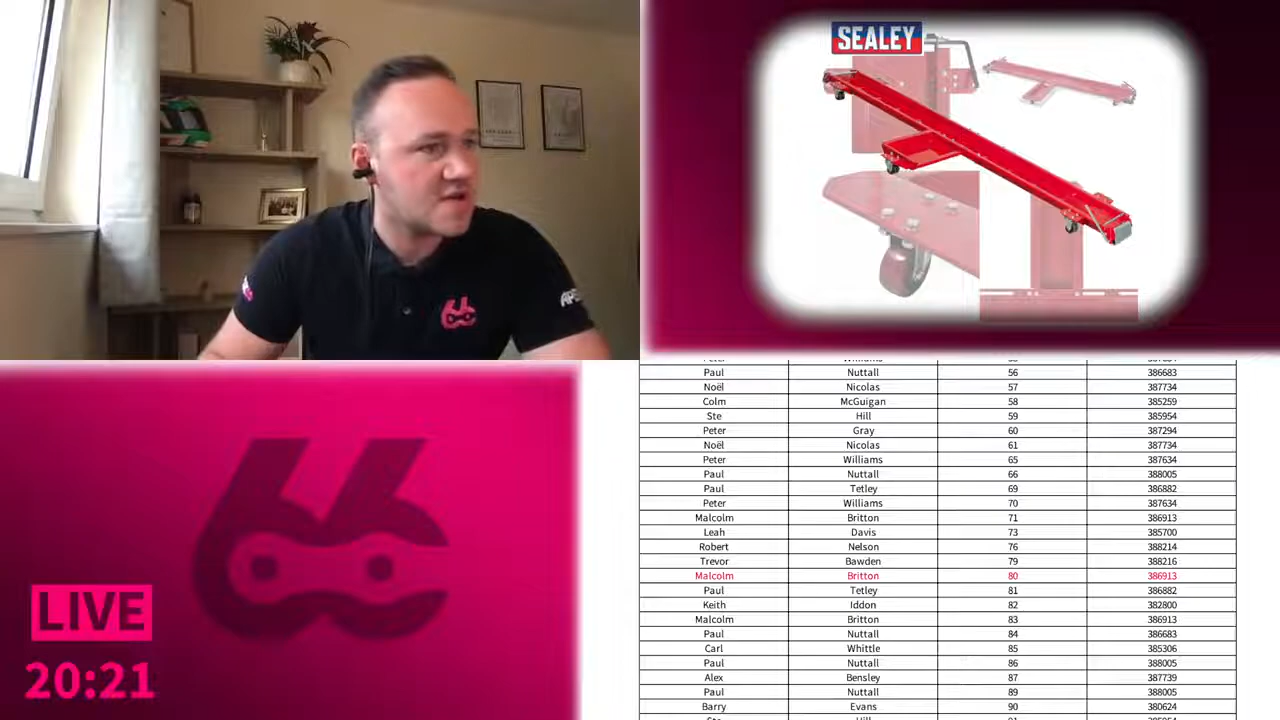 SEALEY
Paul Nuttall 56 386683
Noël Nicolas 57 387734
Colm McGuigan 58 385259
Ste Hill 59 385954
Peter Gray 60 387294
Noël Nicolas 61 387734
Peter Williams 65 387634
Paul Nuttall 66 388005
Paul Tetley 69 386882
Peter Williams 70 387634
Malcolm Britton 71 386913
Leah Davis 73 385700
Robert Nelson 76 388214
Trevor Bawden 79 388216
Malcolm Britton 80 386913
Paul Tetley 81 386882
Keith Iddon 82 382800
Malcolm Britton 83 386913
Paul Nuttall 84 386683
Carl Whittle 85 385306
Paul Nuttall 86 388005
Alex Bensley 87 387739
Paul Nuttall 89 388005
Barry Evans 90 380624
LIVE
20:21